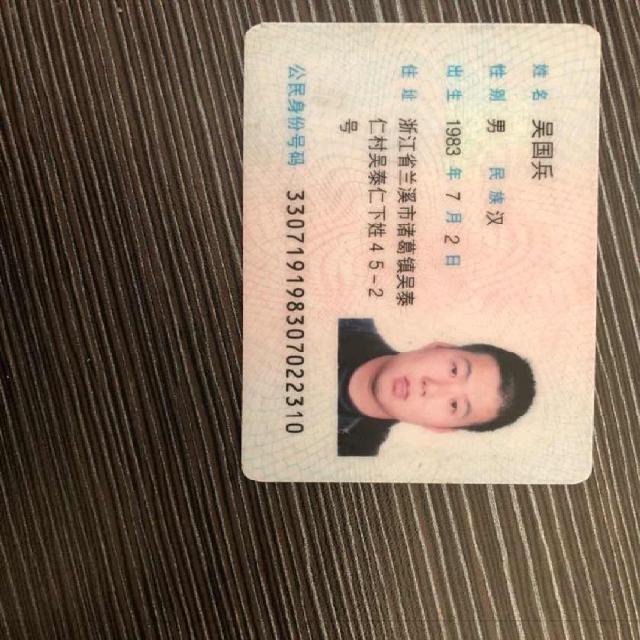 姓名 吴国兵
性别 男 民族 汉
出生 1983 年 7 月 2 日
住址 浙江省兰溪市诸葛镇吴泰
仁村吴泰仁下姓45-2
号
公民身份号码 330719198307022310